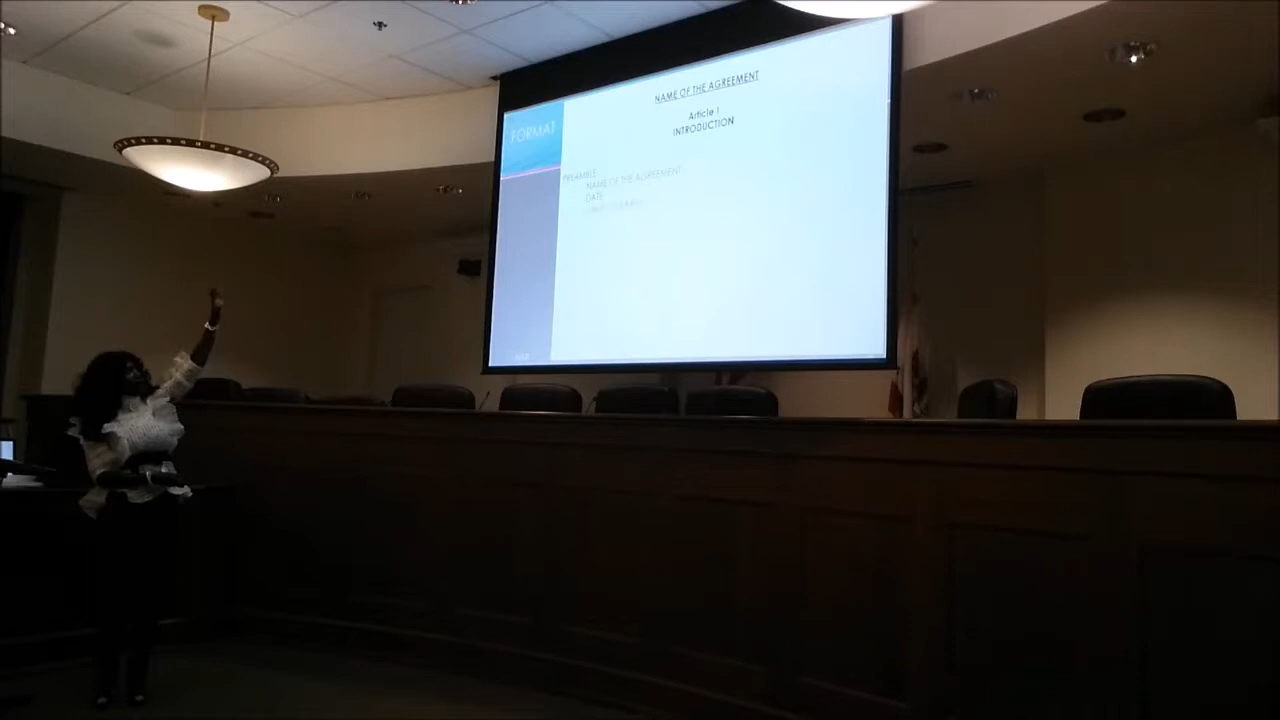 FORMAT
NAME OF THE AGREEMENT
Article I
INTRODUCTION
PREAMBLE
NAME OF THE AGREEMENT
DATE